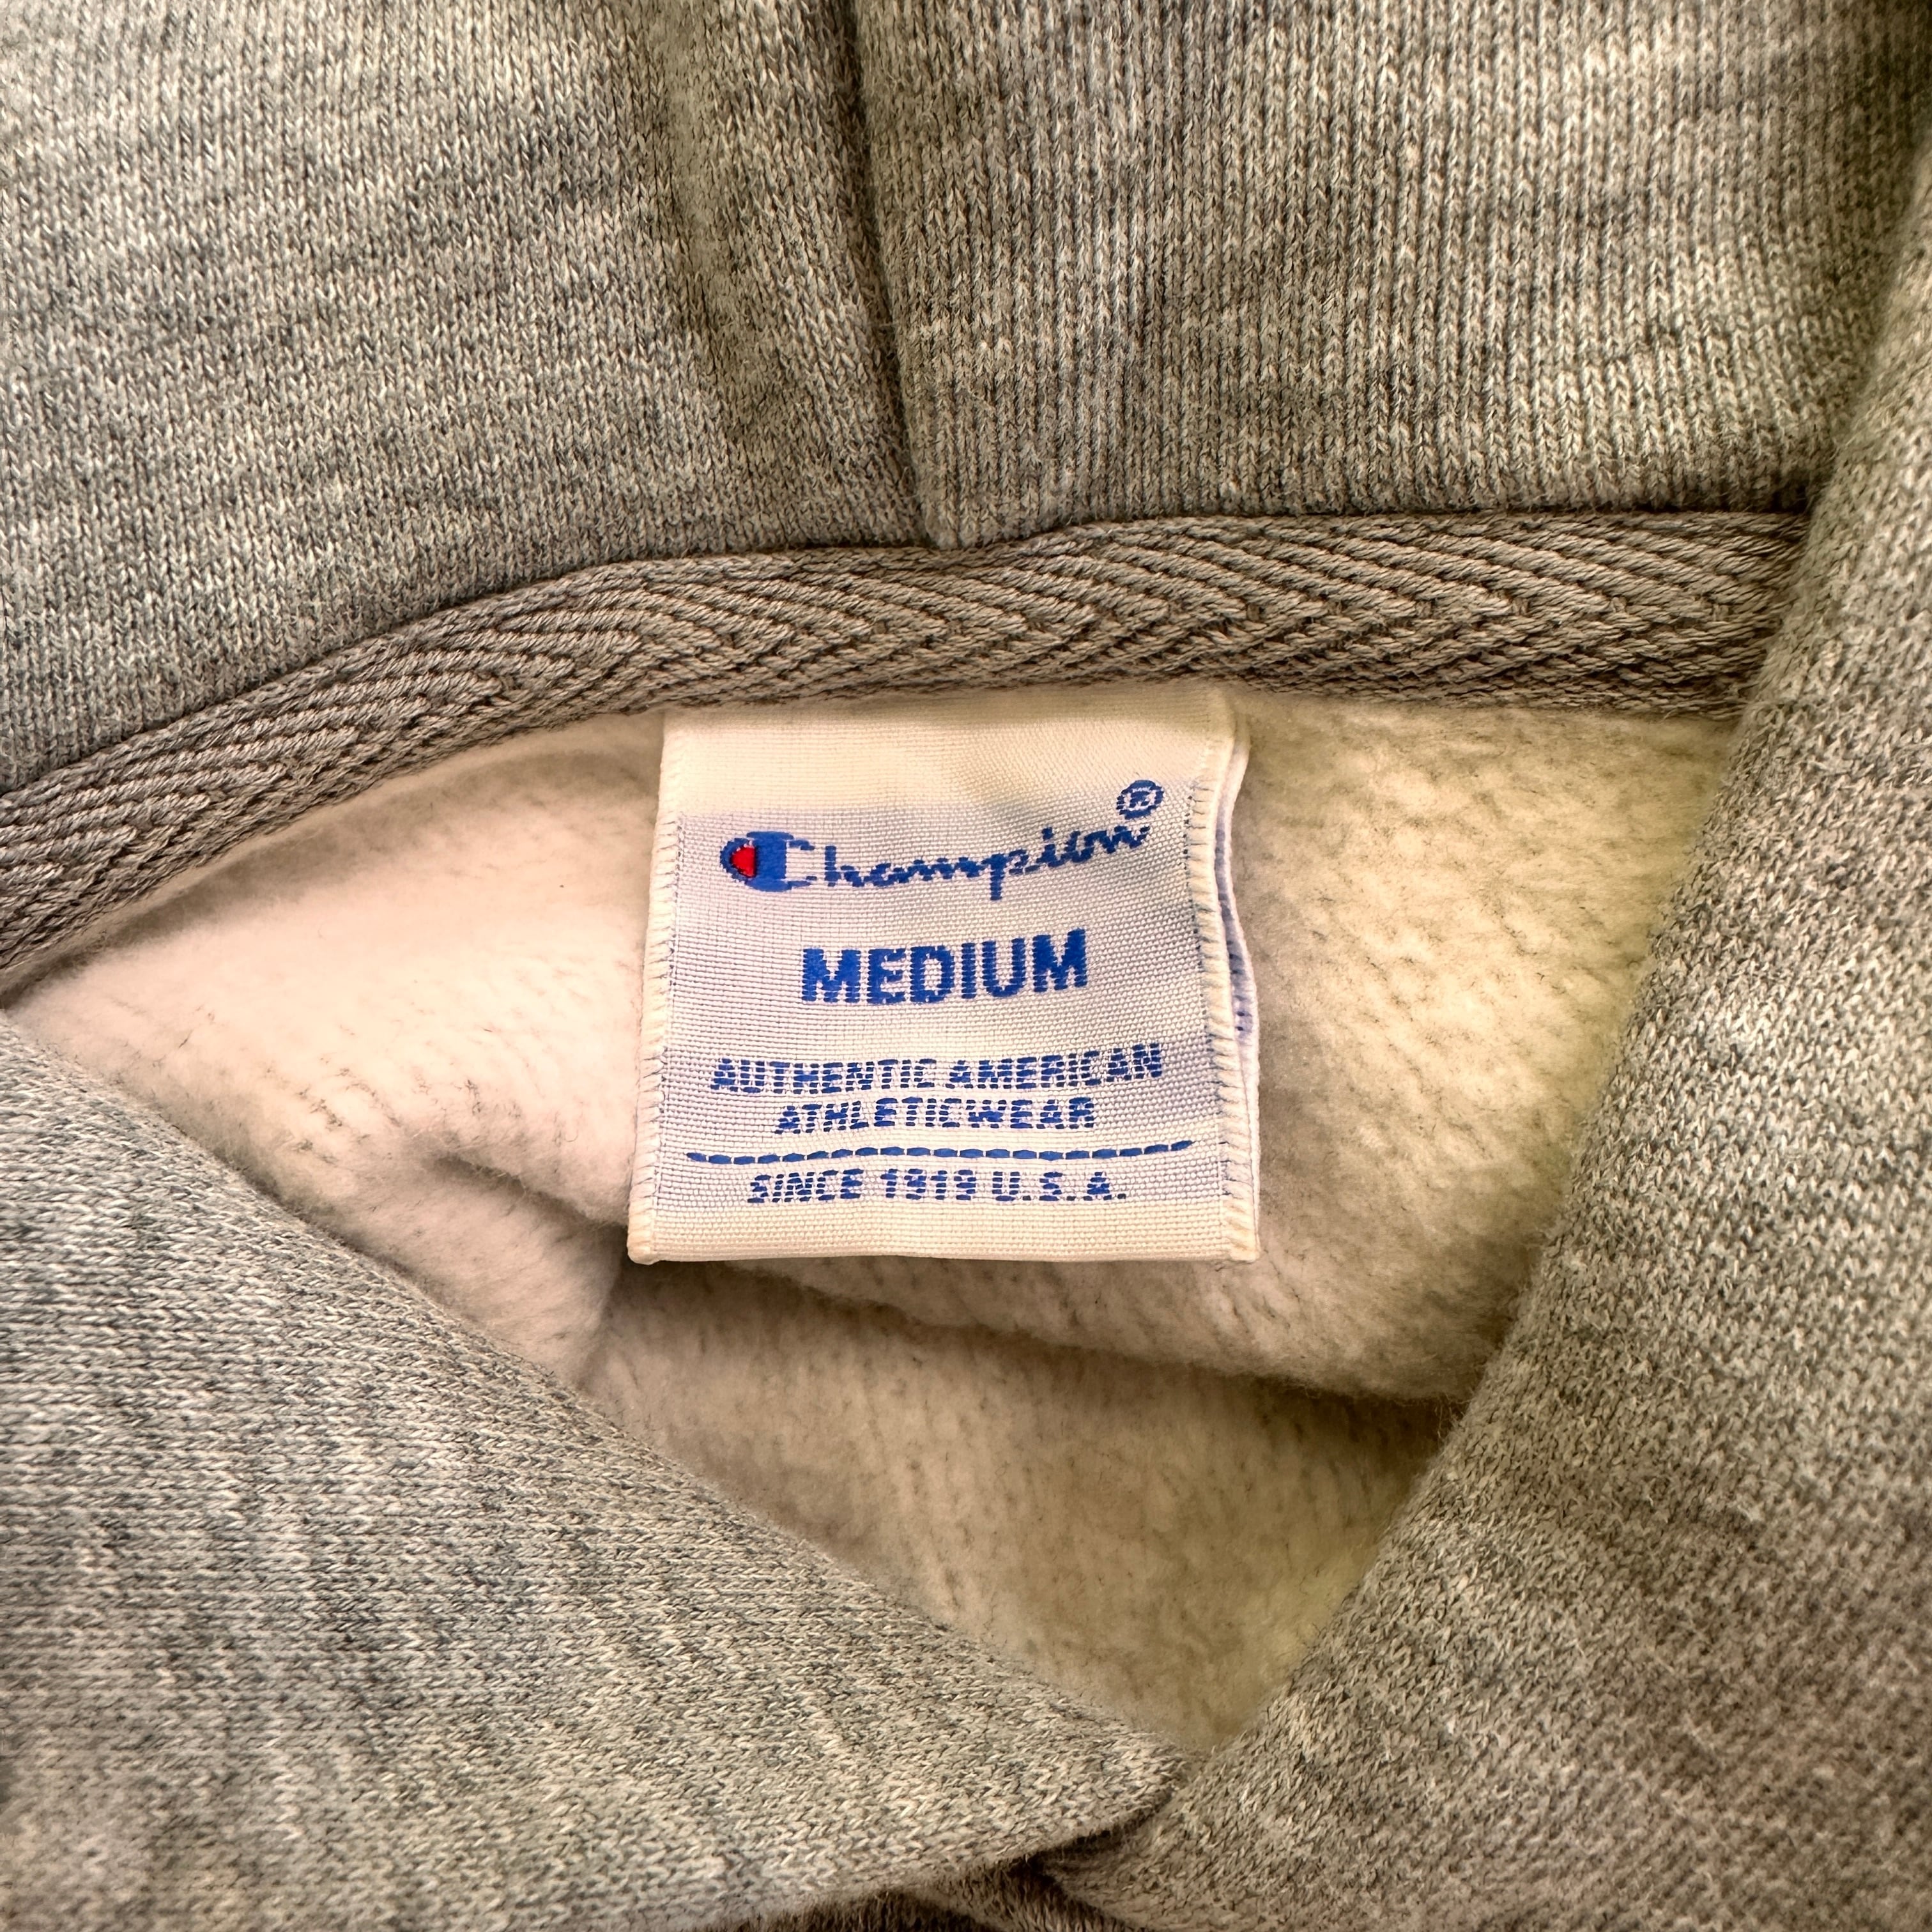 Champion®
MEDIUM
AUTHENTIC AMERICAN
ATHLETICWEAR
SINCE 1919 U.S.A.